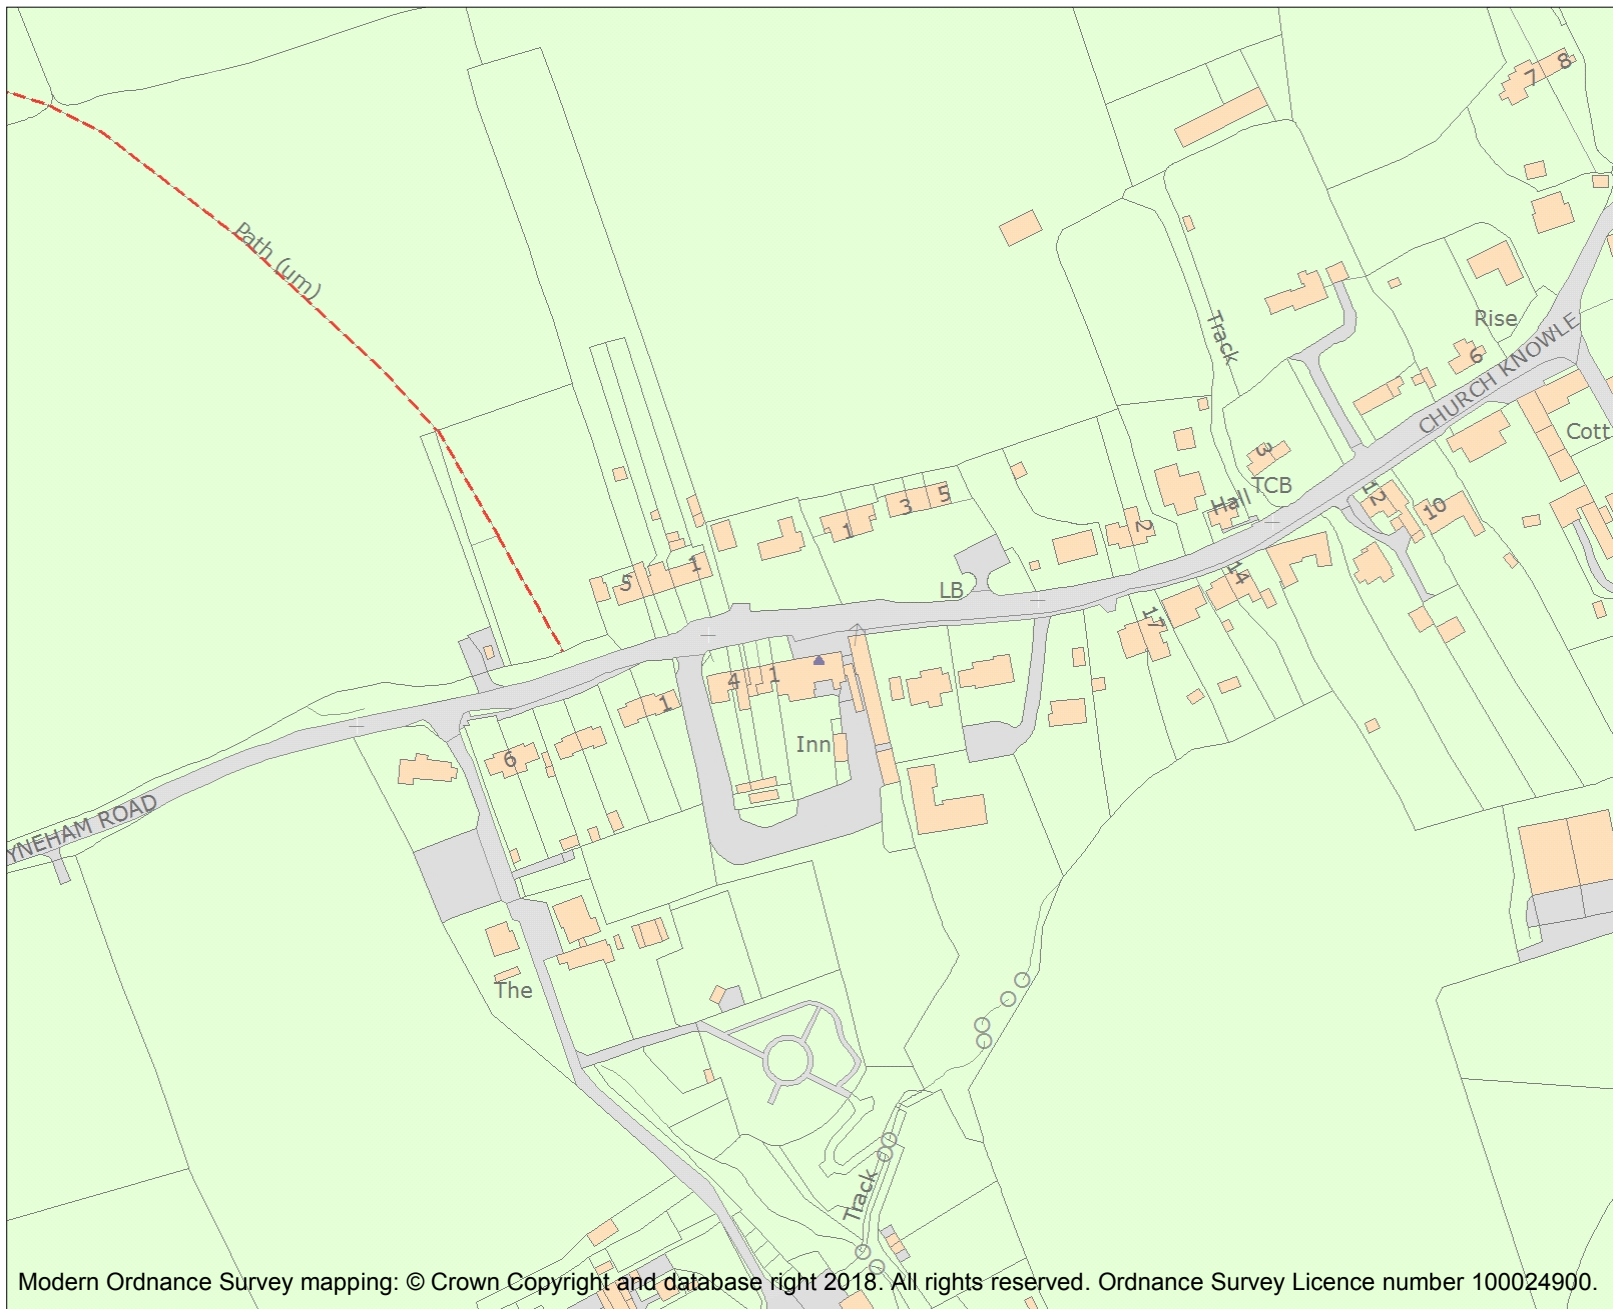 7
8
Path (um)
Track
Rise
6
CHURCH KNOWLE
Cott
3
TCB
Hall
12
10
5
3
1
2
1
5
LB
14
17
4
1
1
Inn
6
YNEHAM ROAD
The
Track
Modern Ordnance Survey mapping: © Crown Copyright and database right 2018. All rights reserved. Ordnance Survey Licence number 100024900.